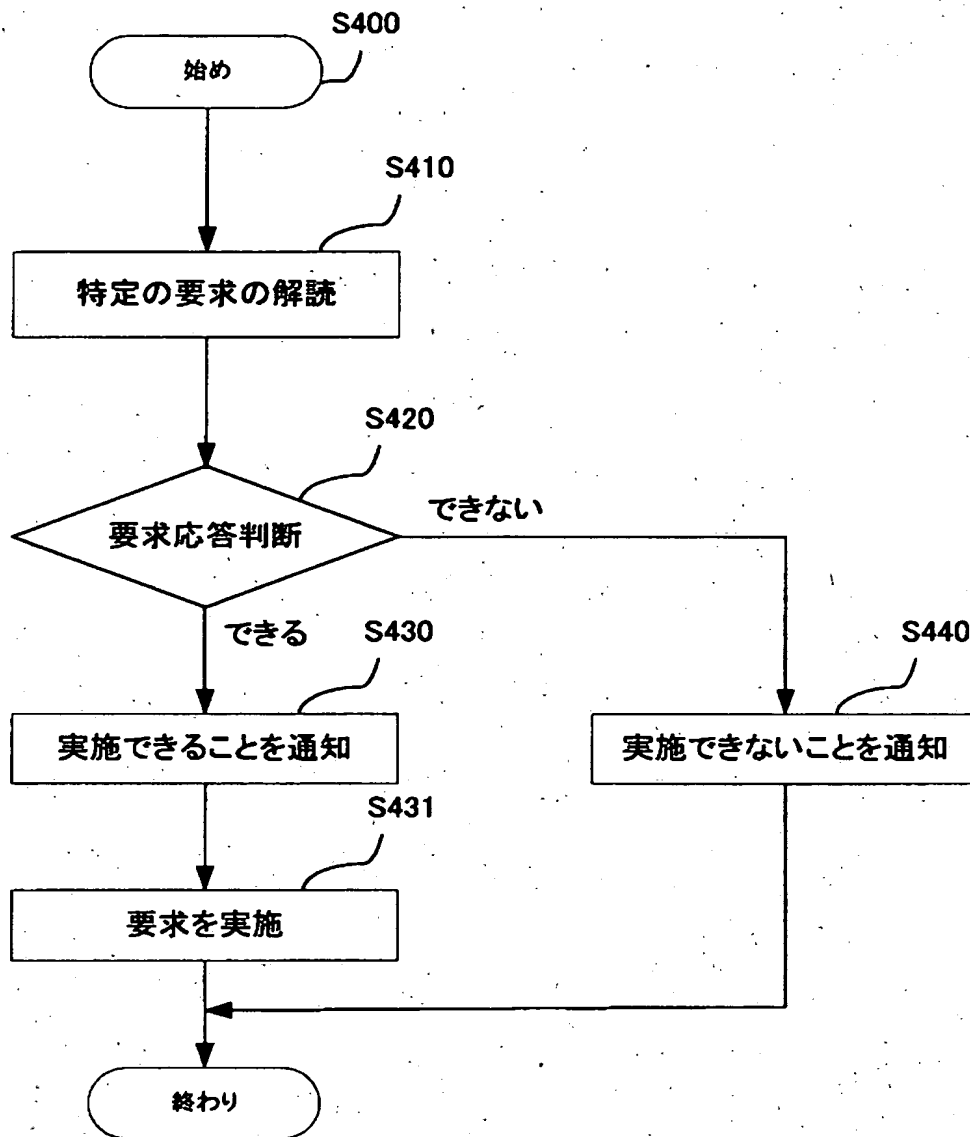 S400
始め
S410
特定の要求の解読
S420
要求応答判断
できない
できる
S430
S440
実施できることを通知
実施できないことを通知
S431
要求を実施
終わり